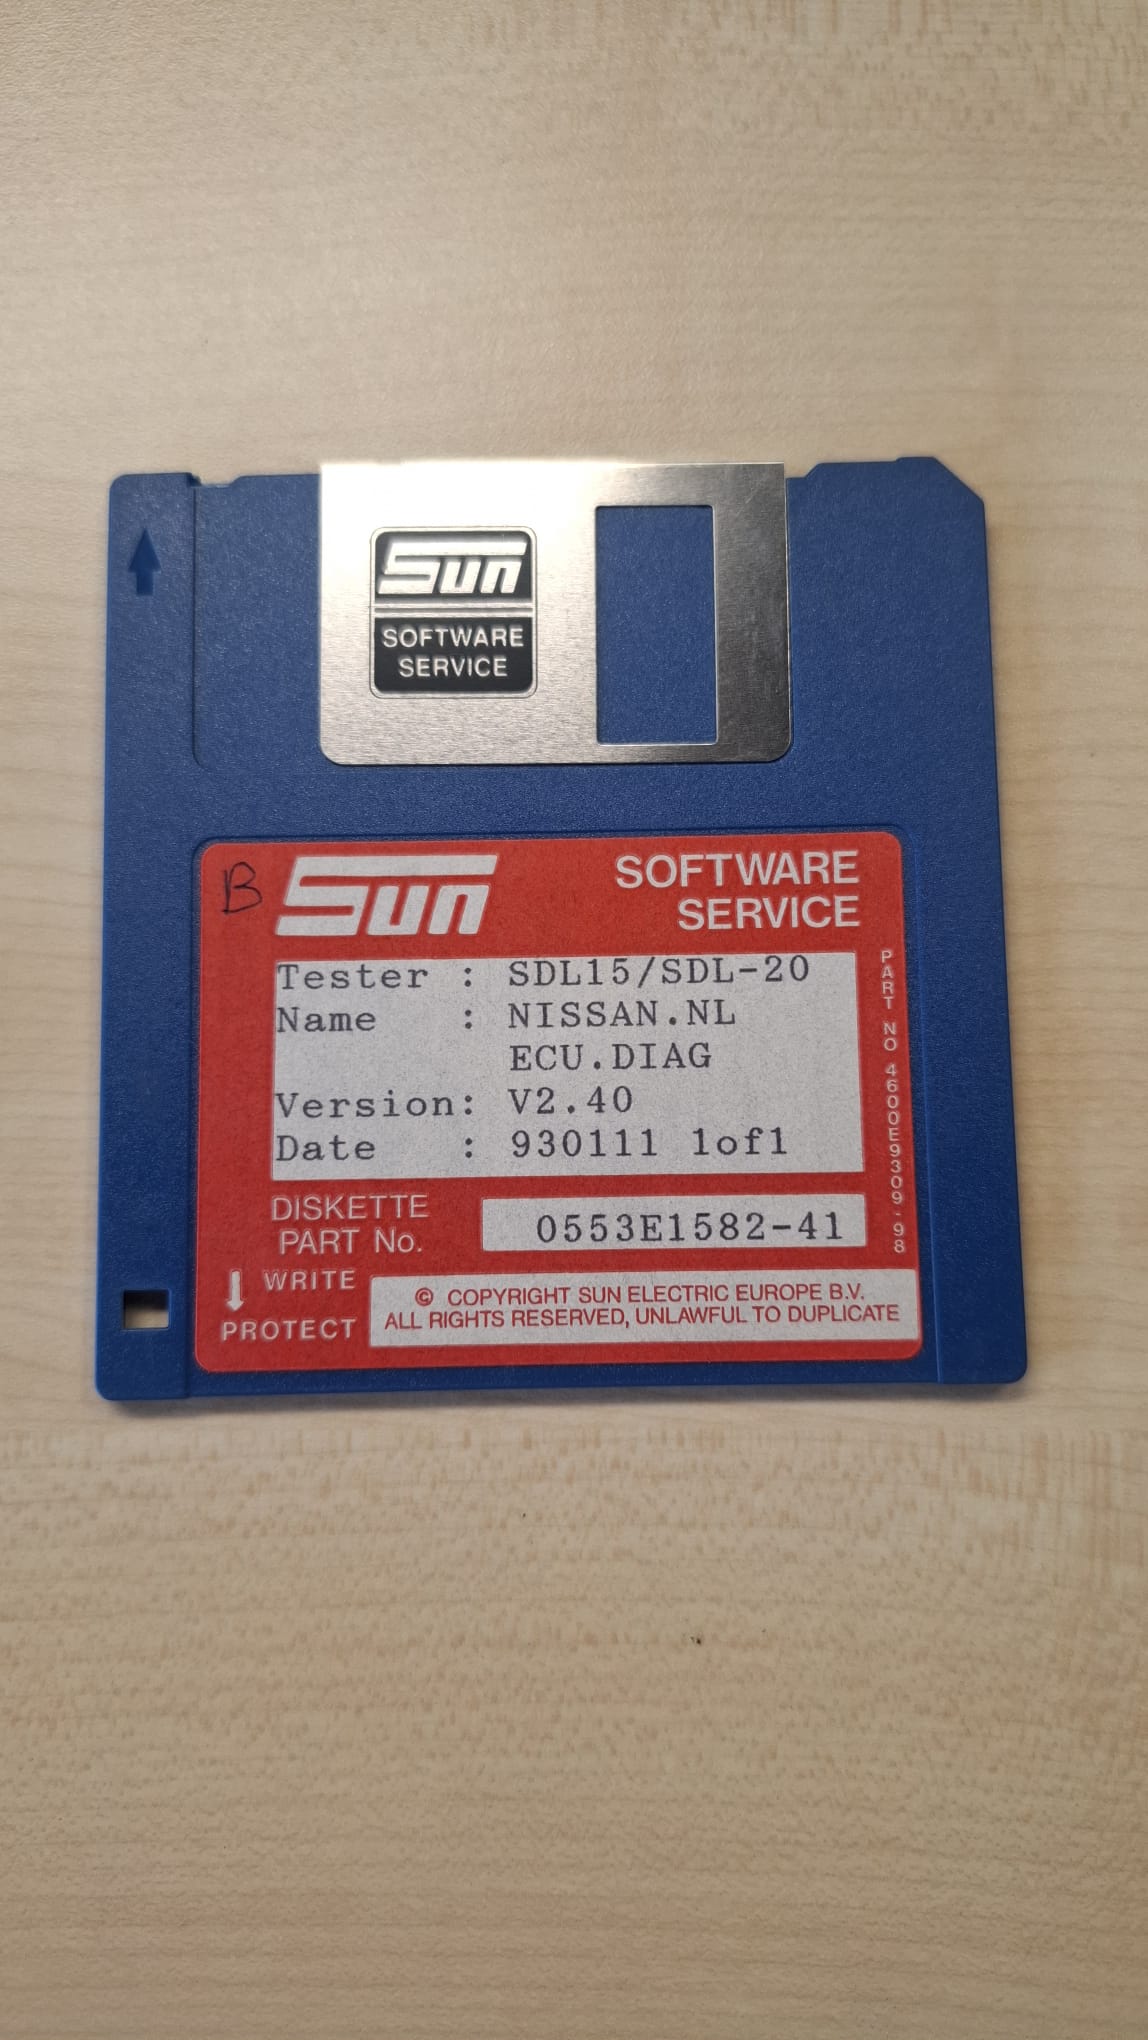 Sun
SOFTWARE
SERVICE
B
Sun
SOFTWARE
SERVICE
Tester : SDL15/SDL-20
Name : NISSAN.NL
ECU.DIAG
Version: V2.40
Date : 930111 1of1
PART NO 4600E9309-98
DISKETTE
PART No.
0553E1582-41
WRITE
PROTECT
© COPYRIGHT SUN ELECTRIC EUROPE B.V.
ALL RIGHTS RESERVED, UNLAWFUL TO DUPLICATE